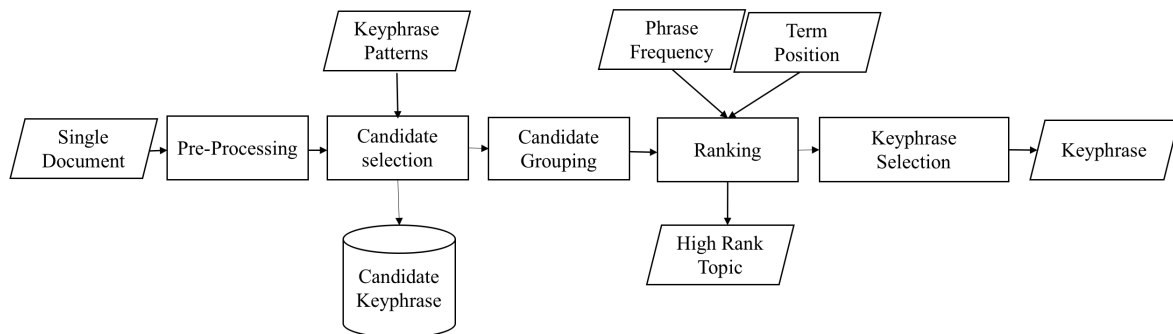 Keyphrase
Patterns
Phrase
Frequency
Term
Position
Single
Document
Pre-Processing
Candidate
selection
Candidate
Grouping
Ranking
Keyphrase
Selection
Keyphrase
High Rank
Topic
Candidate
Keyphrase